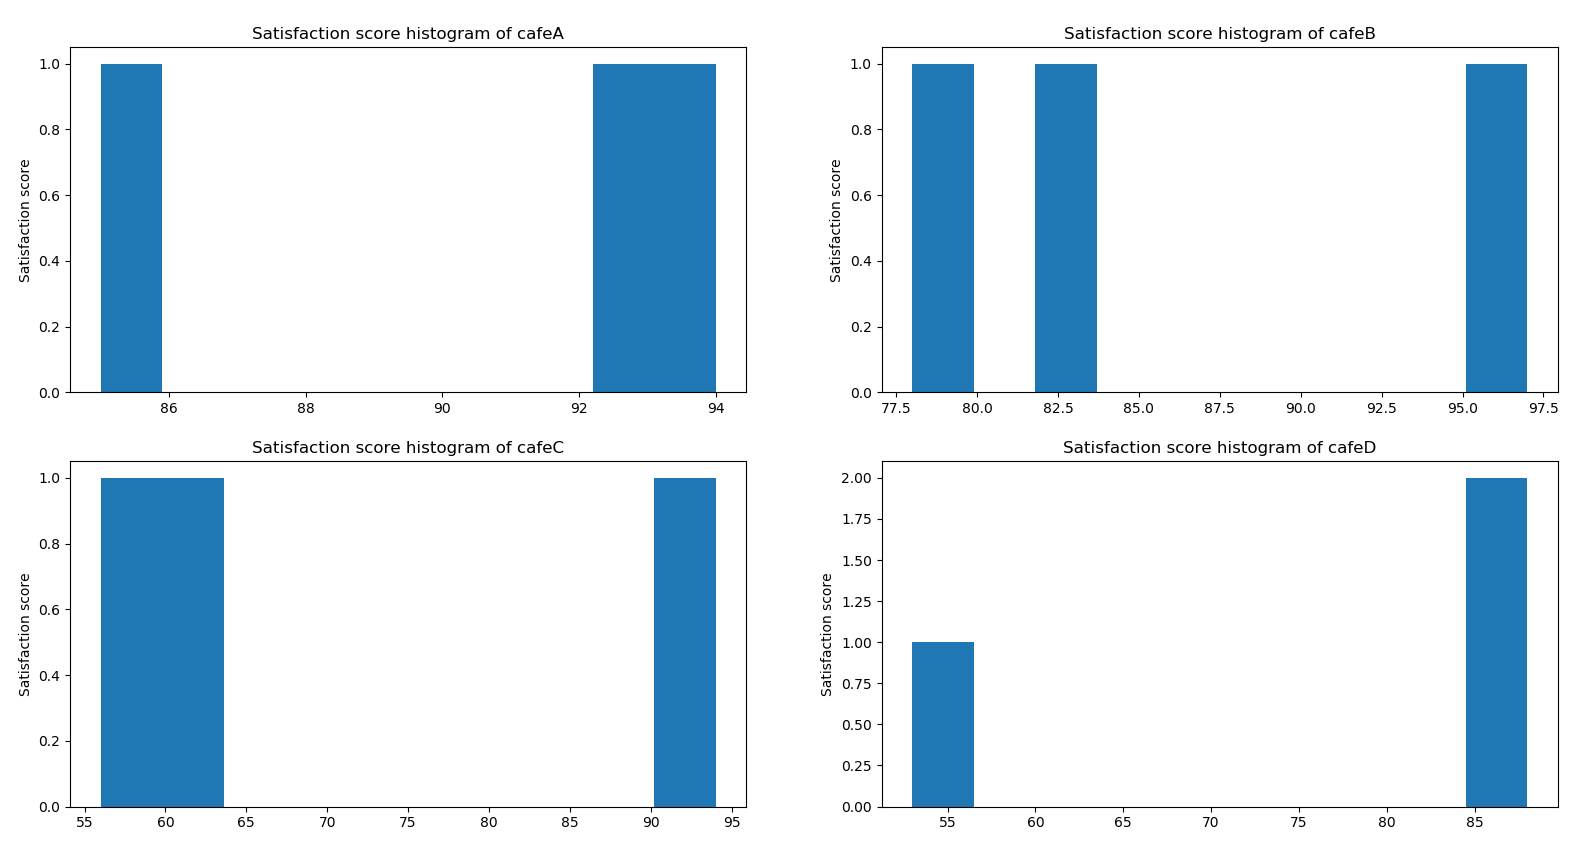 Satisfaction score histogram of cafeA
Satisfaction score
1.0
0.8
0.6
0.4
0.2
0.0
86 88 90 92 94
Satisfaction score histogram of cafeB
Satisfaction score
1.0
0.8
0.6
0.4
0.2
0.0
77.5 80.0 82.5 85.0 87.5 90.0 92.5 95.0 97.5
Satisfaction score histogram of cafeC
Satisfaction score
1.0
0.8
0.6
0.4
0.2
0.0
55 60 65 70 75 80 85 90 95
Satisfaction score histogram of cafeD
Satisfaction score
2.00
1.75
1.50
1.25
1.00
0.75
0.50
0.25
0.00
55 60 65 70 75 80 85